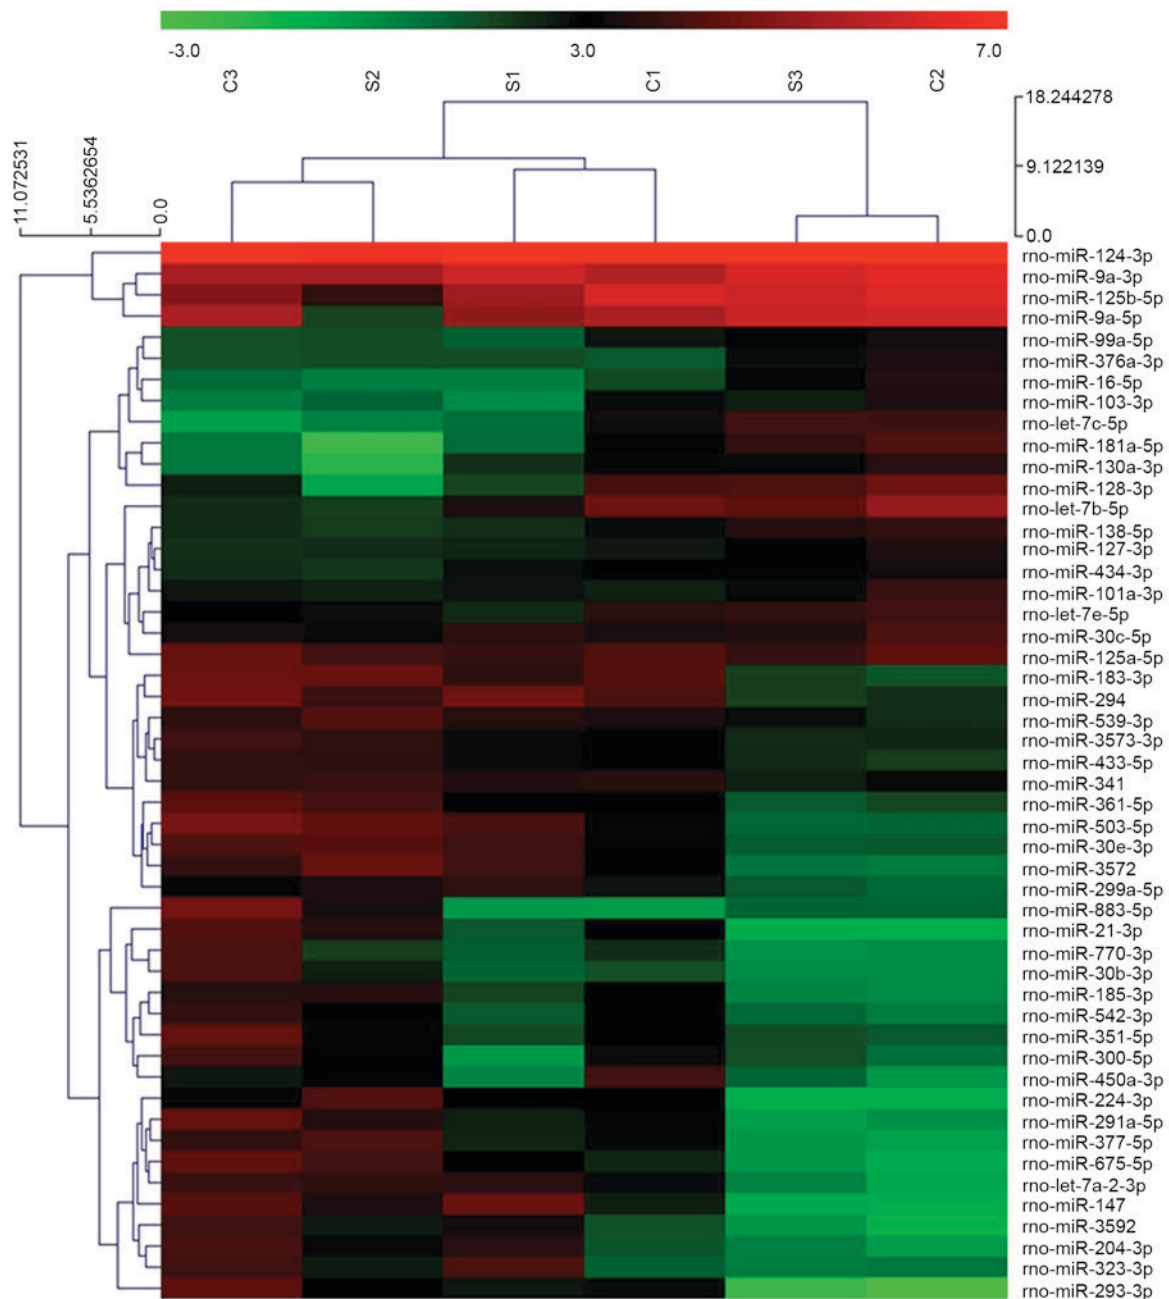 -3.0 3.0 7.0
C3 S2 S1 C1 S3 C2
18.244278
9.122139
0.0
11.072531
5.5362654
0.0
rno-miR-124-3p
rno-miR-9a-3p
rno-miR-125b-5p
rno-miR-9a-5p
rno-miR-99a-5p
rno-miR-376a-3p
rno-miR-16-5p
rno-miR-103-3p
rno-let-7c-5p
rno-miR-181a-5p
rno-miR-130a-3p
rno-miR-128-3p
rno-let-7b-5p
rno-miR-138-5p
rno-miR-127-3p
rno-miR-434-3p
rno-miR-101a-3p
rno-let-7e-5p
rno-miR-30c-5p
rno-miR-125a-5p
rno-miR-183-3p
rno-miR-294
rno-miR-539-3p
rno-miR-3573-3p
rno-miR-433-5p
rno-miR-341
rno-miR-361-5p
rno-miR-503-5p
rno-miR-30e-3p
rno-miR-3572
rno-miR-299a-5p
rno-miR-883-5p
rno-miR-21-3p
rno-miR-770-3p
rno-miR-30b-3p
rno-miR-185-3p
rno-miR-542-3p
rno-miR-351-5p
rno-miR-300-5p
rno-miR-450a-3p
rno-miR-224-3p
rno-miR-291a-5p
rno-miR-377-5p
rno-miR-675-5p
rno-let-7a-2-3p
rno-miR-147
rno-miR-3592
rno-miR-204-3p
rno-miR-323-3p
rno-miR-293-3p